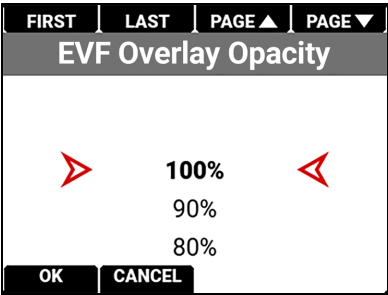 FIRST LAST PAGE▲ PAGE▼
EVF Overlay Opacity
100%
90%
80%
OK CANCEL